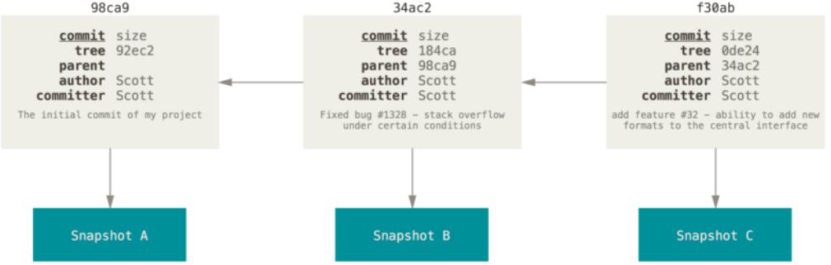 98ca9
commit size
tree 92ec2
parent
author Scott
committer Scott
The initial commit of my project
34ac2
commit size
tree 184ca
parent 98ca9
author Scott
committer Scott
Fixed bug #1328 – stack overflow
under certain conditions
f30ab
commit size
tree 0de24
parent 34ac2
author Scott
committer Scott
add feature #32 – ability to add new
formats to the central interface
Snapshot A
Snapshot B
Snapshot C